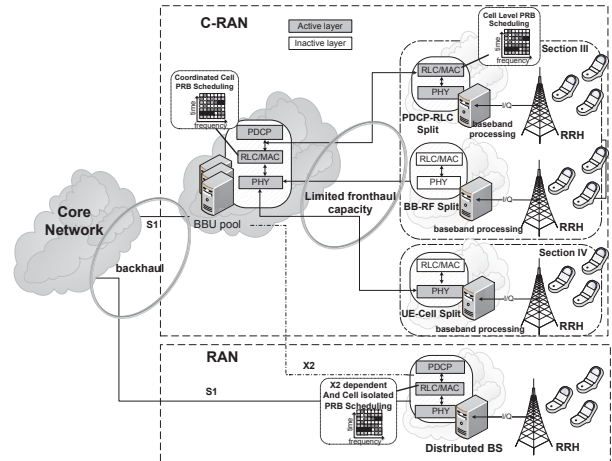 C-RAN
Active layer
Inactive layer
Cell Level PRB
Scheduling
time
frequency
Section III
Coordinated Cell
PRB Scheduling
time
frequency
RLC/MAC
PHY
PDCP-RLC
Split
I/Q
baseband
processing
RRH
PDCP
RLC/MAC
PHY
BBU pool
Limited fronthaul
capacity
RLC/MAC
PHY
BB-RF Split
I/Q
baseband processing
RRH
Core
Network
S1
backhaul
Section IV
RLC/MAC
PHY
UE-Cell Split
I/Q
baseband processing
RRH
RAN
X2
S1
X2 dependent
And Cell isolated
PRB Scheduling
time
frequency
PDCP
RLC/MAC
PHY
Distributed BS
I/Q
RRH